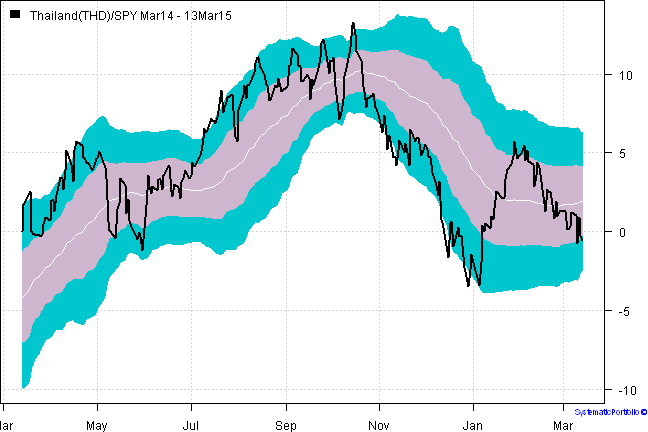 Thailand(THD)/SPY Mar14 - 13Mar15
10
5
0
-5
-10
Mar May Jul Sep Nov Jan Mar
SystematicPortfolio ©